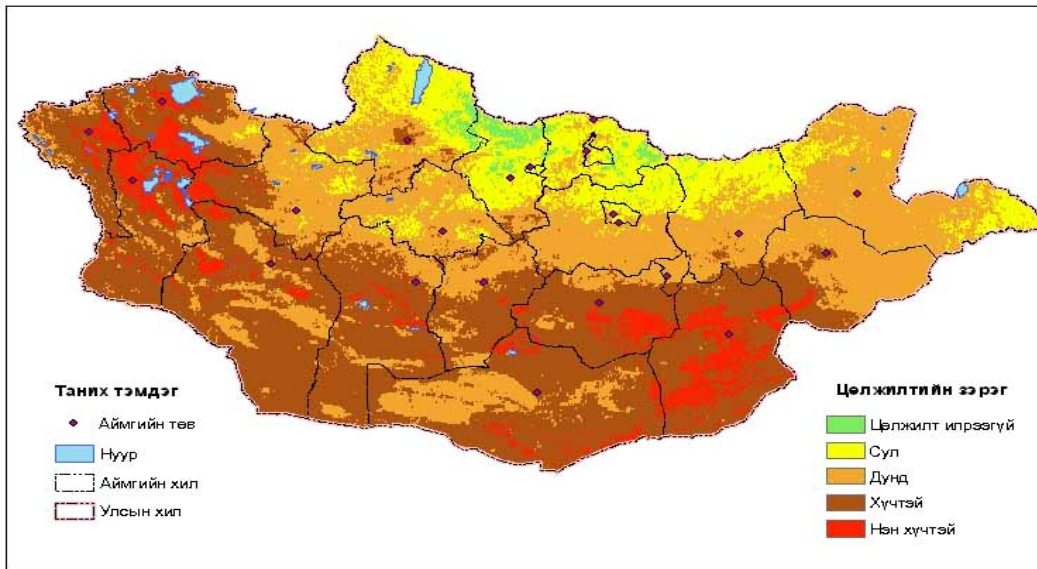 Таних тэмдэг
Аймгийн төв
Нуур
Аймгийн хил
Улсын хил
Цөлжилтийн зэрэг
Цөлжилт илрээгүй
Сул
Дунд
Хүчтэй
Нэн хүчтэй